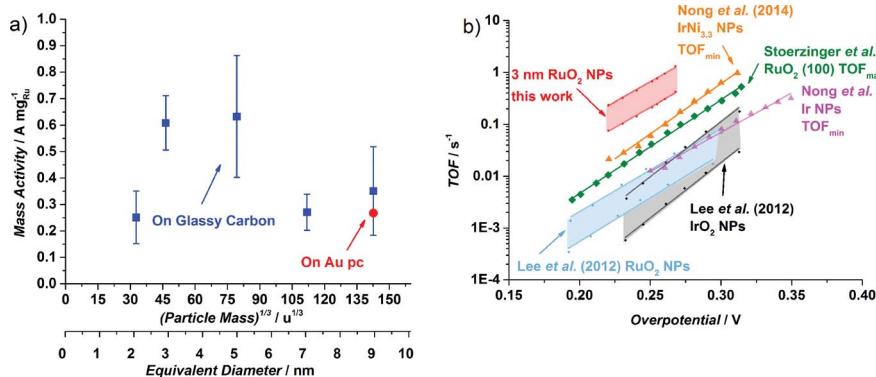 a)
Mass Activity / A mg-1Ru
1.0
0.9
0.8
0.7
0.6
0.5
0.4
0.3
0.2
0.1
0.0
On Glassy Carbon
On Au pc
0 15 30 45 60 75 90 105 120 135 150
(Particle Mass)1/3 / u1/3
0 1 2 3 4 5 6 7 8 9 10
Equivalent Diameter / nm
b)
TOF / s-1
10
1
0.1
0.01
1E-3
1E-4
Nong et al. (2014)
IrNi3.3 NPs
TOFmin
Stoerzinger et al.
RuO2 (100) TOFma
3 nm RuO2 NPs
this work
Nong et al.
Ir NPs
TOFmin
Lee et al. (2012)
IrO2 NPs
Lee et al. (2012) RuO2 NPs
0.15 0.20 0.25 0.30 0.35 0.40
Overpotential / V